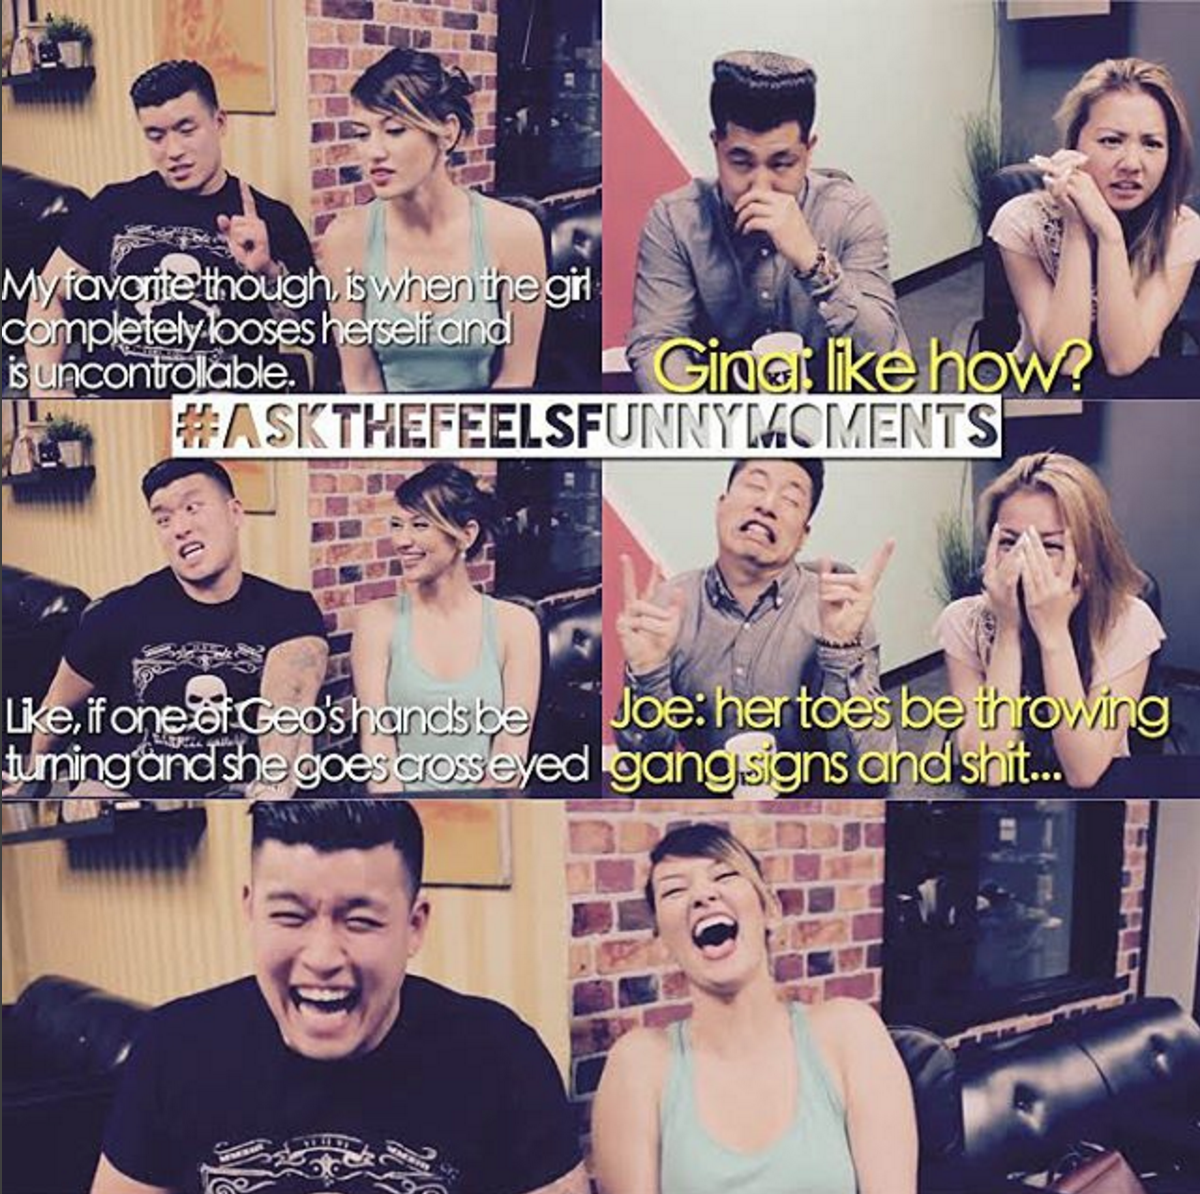 My favorite though, is when the girl
completely looses herself and
is uncontrollable.
Gina: like how?
#ASKTHEFEELSFUNNYMOMENTS
Like, if one of Geo's hands be
turning and she goes cross eyed
Joe: her toes be throwing
gang signs and shit...